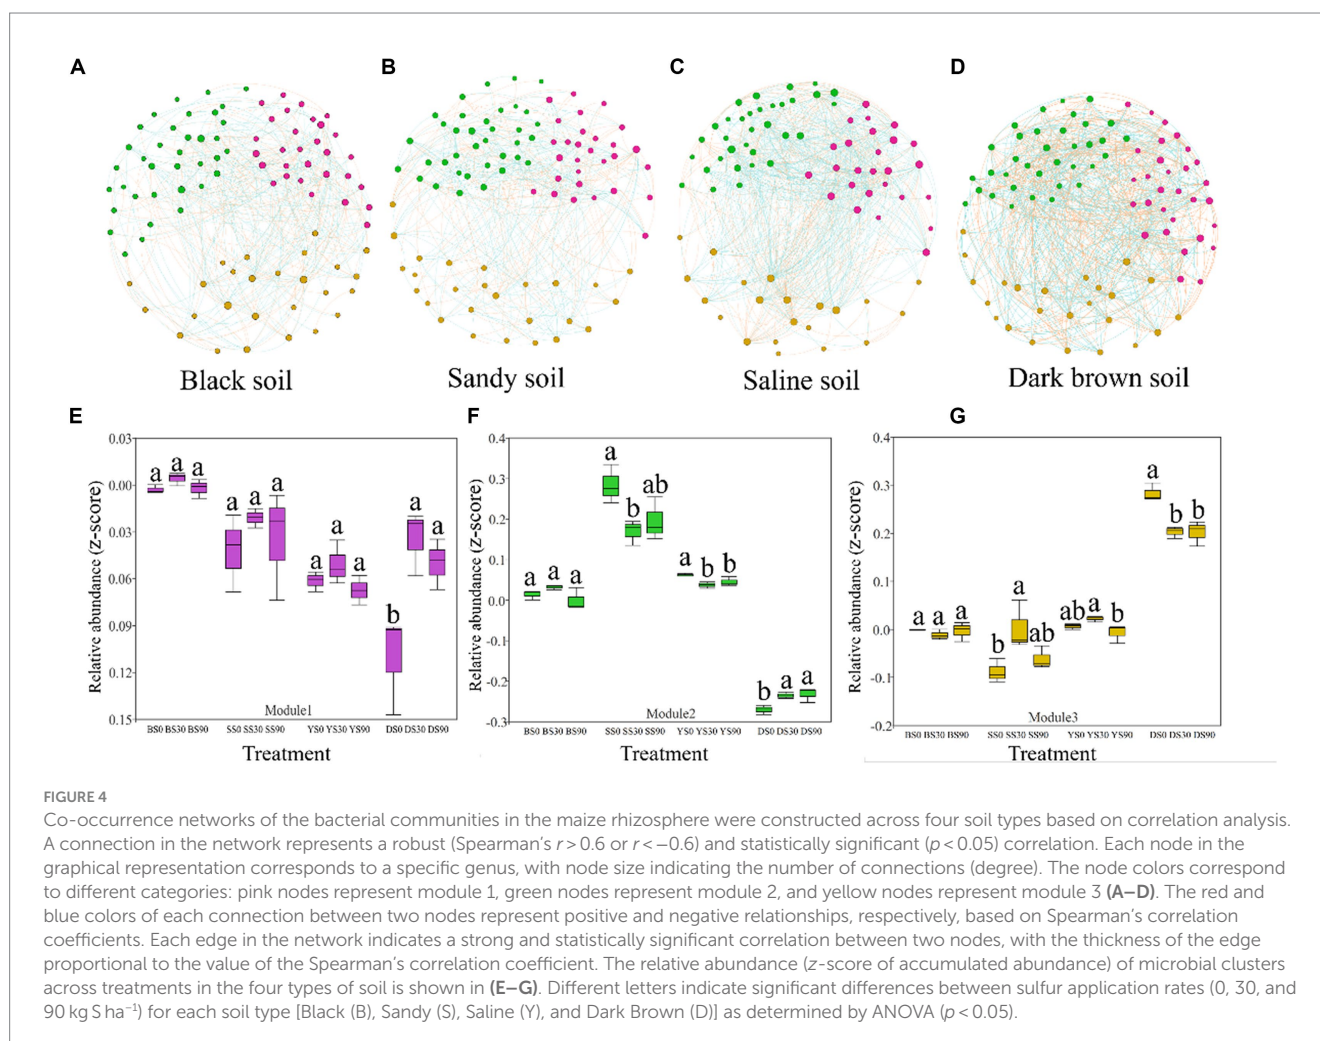 A
B
C
D
Black soil
Sandy soil
Saline soil
Dark brown soil
E
F
G
Relative abundance (Z-score)
0.03
0.00
0.03
0.06
0.09
0.12
0.15
a a a
a a a
a a a
b a a
Module1
BS0 BS30 BS90 SS0 SS30 SS90 YS0 YS30 YS90 DS0 DS30 DS90
Treatment
Relative abundance (Z-score)
0.4
0.3
0.2
0.1
0.0
-0.1
-0.2
-0.3
a a a
a b ab
a b b
b a a
Module2
BS0 BS30 BS90 SS0 SS30 SS90 YS0 YS30 YS90 DS0 DS30 DS90
Treatment
Relative abundance (Z-score)
0.4
0.3
0.2
0.1
0.0
-0.1
-0.2
a a a
b a ab
ab a b
a b b
Module3
BS0 BS30 BS90 SS0 SS30 SS90 YS0 YS30 YS90 DS0 DS30 DS90
Treatment
FIGURE 4
Co-occurrence networks of the bacterial communities in the maize rhizosphere were constructed across four soil types based on correlation analysis.
A connection in the network represents a robust (Spearman’s r > 0.6 or r < −0.6) and statistically significant (p < 0.05) correlation. Each node in the
graphical representation corresponds to a specific genus, with node size indicating the number of connections (degree). The node colors correspond
to different categories: pink nodes represent module 1, green nodes represent module 2, and yellow nodes represent module 3 (A–D). The red and
blue colors of each connection between two nodes represent positive and negative relationships, respectively, based on Spearman’s correlation
coefficients. Each edge in the network indicates a strong and statistically significant correlation between two nodes, with the thickness of the edge
proportional to the value of the Spearman’s correlation coefficient. The relative abundance (z-score of accumulated abundance) of microbial clusters
across treatments in the four types of soil is shown in (E–G). Different letters indicate significant differences between sulfur application rates (0, 30, and
90 kg S ha⁻¹) for each soil type [Black (B), Sandy (S), Saline (Y), and Dark Brown (D)] as determined by ANOVA (p < 0.05).